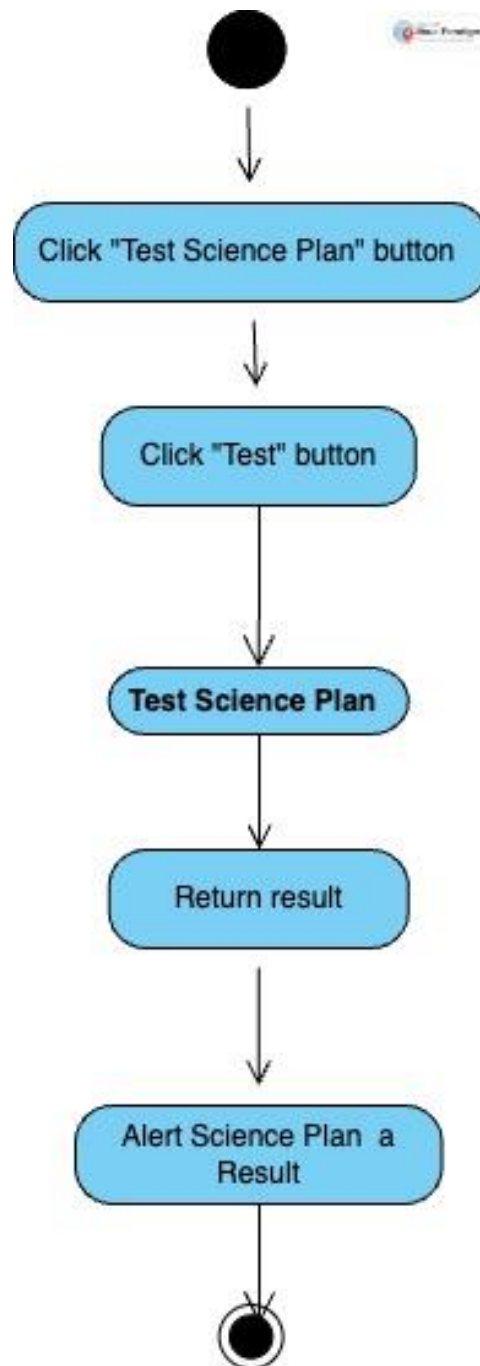 Click "Test Science Plan" button
Click "Test" button
Test Science Plan
Return result
Alert Science Plan a
Result